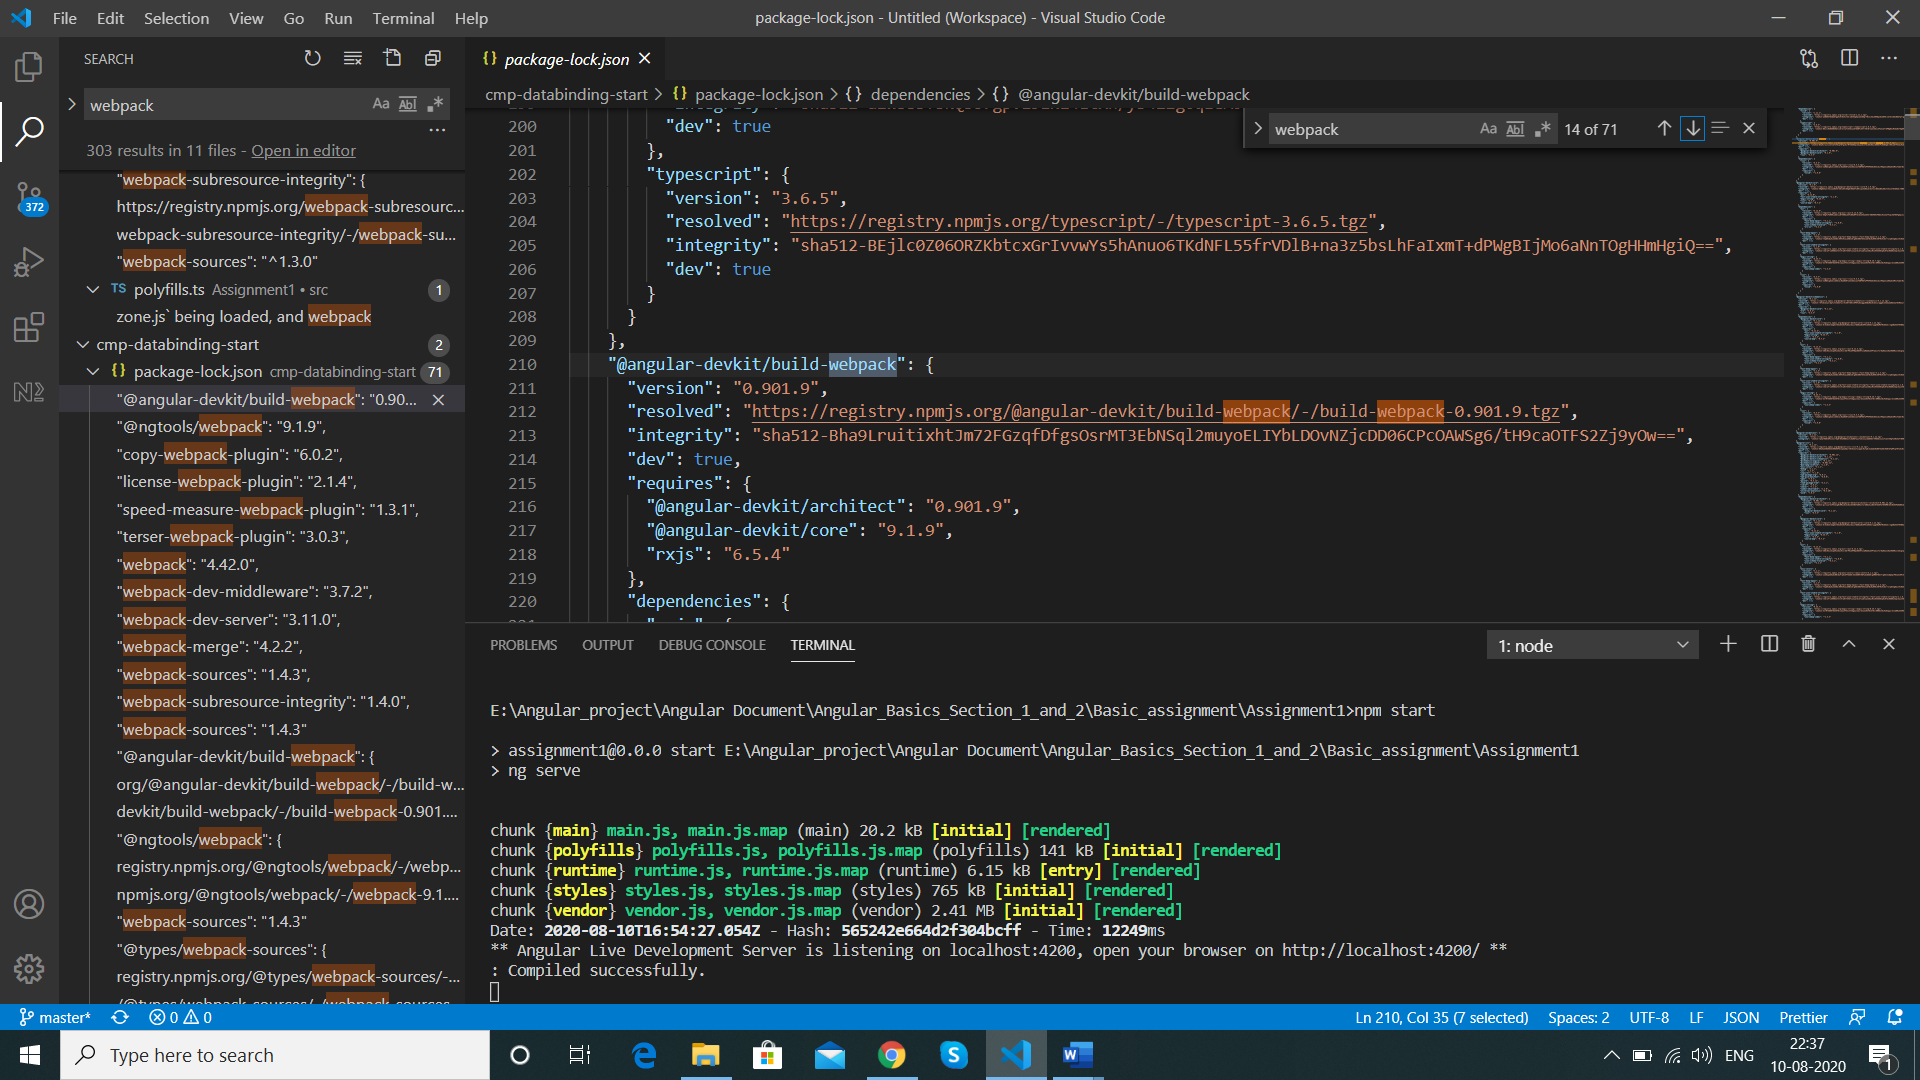 File Edit Selection View Go Run Terminal Help
package-lock.json - Untitled (Workspace) - Visual Studio Code
SEARCH
webpack
Aa Abl .*
303 results in 11 files - Open in editor
"webpack-subresource-integrity": {
https://registry.npmjs.org/webpack-subresourc...
webpack-subresource-integrity/-/webpack-su...
"webpack-sources": "^1.3.0"
TS polyfills.ts Assignment1 • src 1
zone.js` being loaded, and webpack
cmp-databinding-start 2
{} package-lock.json cmp-databinding-start 71
"@angular-devkit/build-webpack": "0.90...
"@ngtools/webpack": "9.1.9",
"copy-webpack-plugin": "6.0.2",
"license-webpack-plugin": "2.1.4",
"speed-measure-webpack-plugin": "1.3.1",
"terser-webpack-plugin": "3.0.3",
"webpack": "4.42.0",
"webpack-dev-middleware": "3.7.2",
"webpack-dev-server": "3.11.0",
"webpack-merge": "4.2.2",
"webpack-sources": "1.4.3",
"webpack-subresource-integrity": "1.4.0",
"webpack-sources": "1.4.3"
"@angular-devkit/build-webpack": {
org/@angular-devkit/build-webpack/-/build-w...
devkit/build-webpack/-/build-webpack-0.901....
"@ngtools/webpack": {
registry.npmjs.org/@ngtools/webpack/-/webp...
npmjs.org/@ngtools/webpack/-/webpack-9.1....
"webpack-sources": "1.4.3"
"@types/webpack-sources": {
registry.npmjs.org/@types/webpack-sources/-...
372
{} package-lock.json
cmp-databinding-start > {} package-lock.json > {} dependencies > {} @angular-devkit/build-webpack
webpack
Aa Abl .* 14 of 71
200 "dev": true
201 },
202 "typescript": {
203 "version": "3.6.5",
204 "resolved": "https://registry.npmjs.org/typescript/-/typescript-3.6.5.tgz",
205 "integrity": "sha512-BEjlc0Z06ORZKbtcxGrIvvwYs5hAnuo6TKdNFL55frVDlB+na3z5bsLhFaIxmT+dPWgBIjMo6aNnTOgHHmHgiQ==",
206 "dev": true
207 }
208 }
209 },
210 "@angular-devkit/build-webpack": {
211 "version": "0.901.9",
212 "resolved": "https://registry.npmjs.org/@angular-devkit/build-webpack/-/build-webpack-0.901.9.tgz",
213 "integrity": "sha512-Bha9LruitixhtJm72FGzqfDfgsOsrMT3EbNSql2muyoELIYbLDOvNZjcDD06CPcOAWSg6/tH9caOTFS2Zj9yOw==",
214 "dev": true,
215 "requires": {
216 "@angular-devkit/architect": "0.901.9",
217 "@angular-devkit/core": "9.1.9",
218 "rxjs": "6.5.4"
219 },
220 "dependencies": {
PROBLEMS OUTPUT DEBUG CONSOLE TERMINAL
1: node
E:\Angular_project\Angular Document\Angular_Basics_Section_1_and_2\Basic_assignment\Assignment1>npm start
> assignment1@0.0.0 start E:\Angular_project\Angular Document\Angular_Basics_Section_1_and_2\Basic_assignment\Assignment1
> ng serve
chunk {main} main.js, main.js.map (main) 20.2 kB [initial] [rendered]
chunk {polyfills} polyfills.js, polyfills.js.map (polyfills) 141 kB [initial] [rendered]
chunk {runtime} runtime.js, runtime.js.map (runtime) 6.15 kB [entry] [rendered]
chunk {styles} styles.js, styles.js.map (styles) 765 kB [initial] [rendered]
chunk {vendor} vendor.js, vendor.js.map (vendor) 2.41 MB [initial] [rendered]
Date: 2020-08-10T16:54:27.054Z - Hash: 565242e664d2f304bcff - Time: 12249ms
** Angular Live Development Server is listening on localhost:4200, open your browser on http://localhost:4200/ **
: Compiled successfully.
master* 0 0
Ln 210, Col 35 (7 selected) Spaces: 2 UTF-8 LF JSON Prettier
Type here to search
ENG
22:37
10-08-2020
1